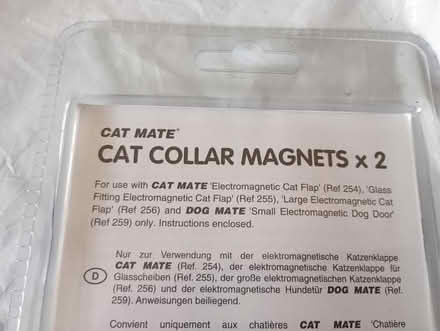 CAT MATE®
CAT COLLAR MAGNETS x 2
For use with CAT MATE 'Electromagnetic Cat Flap' (Ref 254), 'Glass
Fitting Electromagnetic Cat Flap' (Ref 255), 'Large Electromagnetic Cat
Flap' (Ref 256) and DOG MATE 'Small Electromagnetic Dog Door'
(Ref 259) only. Instructions enclosed.
D
Nur zur Verwendung mit der elektromagnetische Katzenklappe
CAT MATE (Ref. 254), der elektromagnetische Katzenklappe für
Glasscheiben (Ref. 255), der große elektromagnetischen Katzenklappe
(Ref. 256) und der elektromagnetische Hundetür DOG MATE (Ref.
259). Anweisungen beiliegend.
Convient uniquement aux chatières CAT MATE 'Chatière